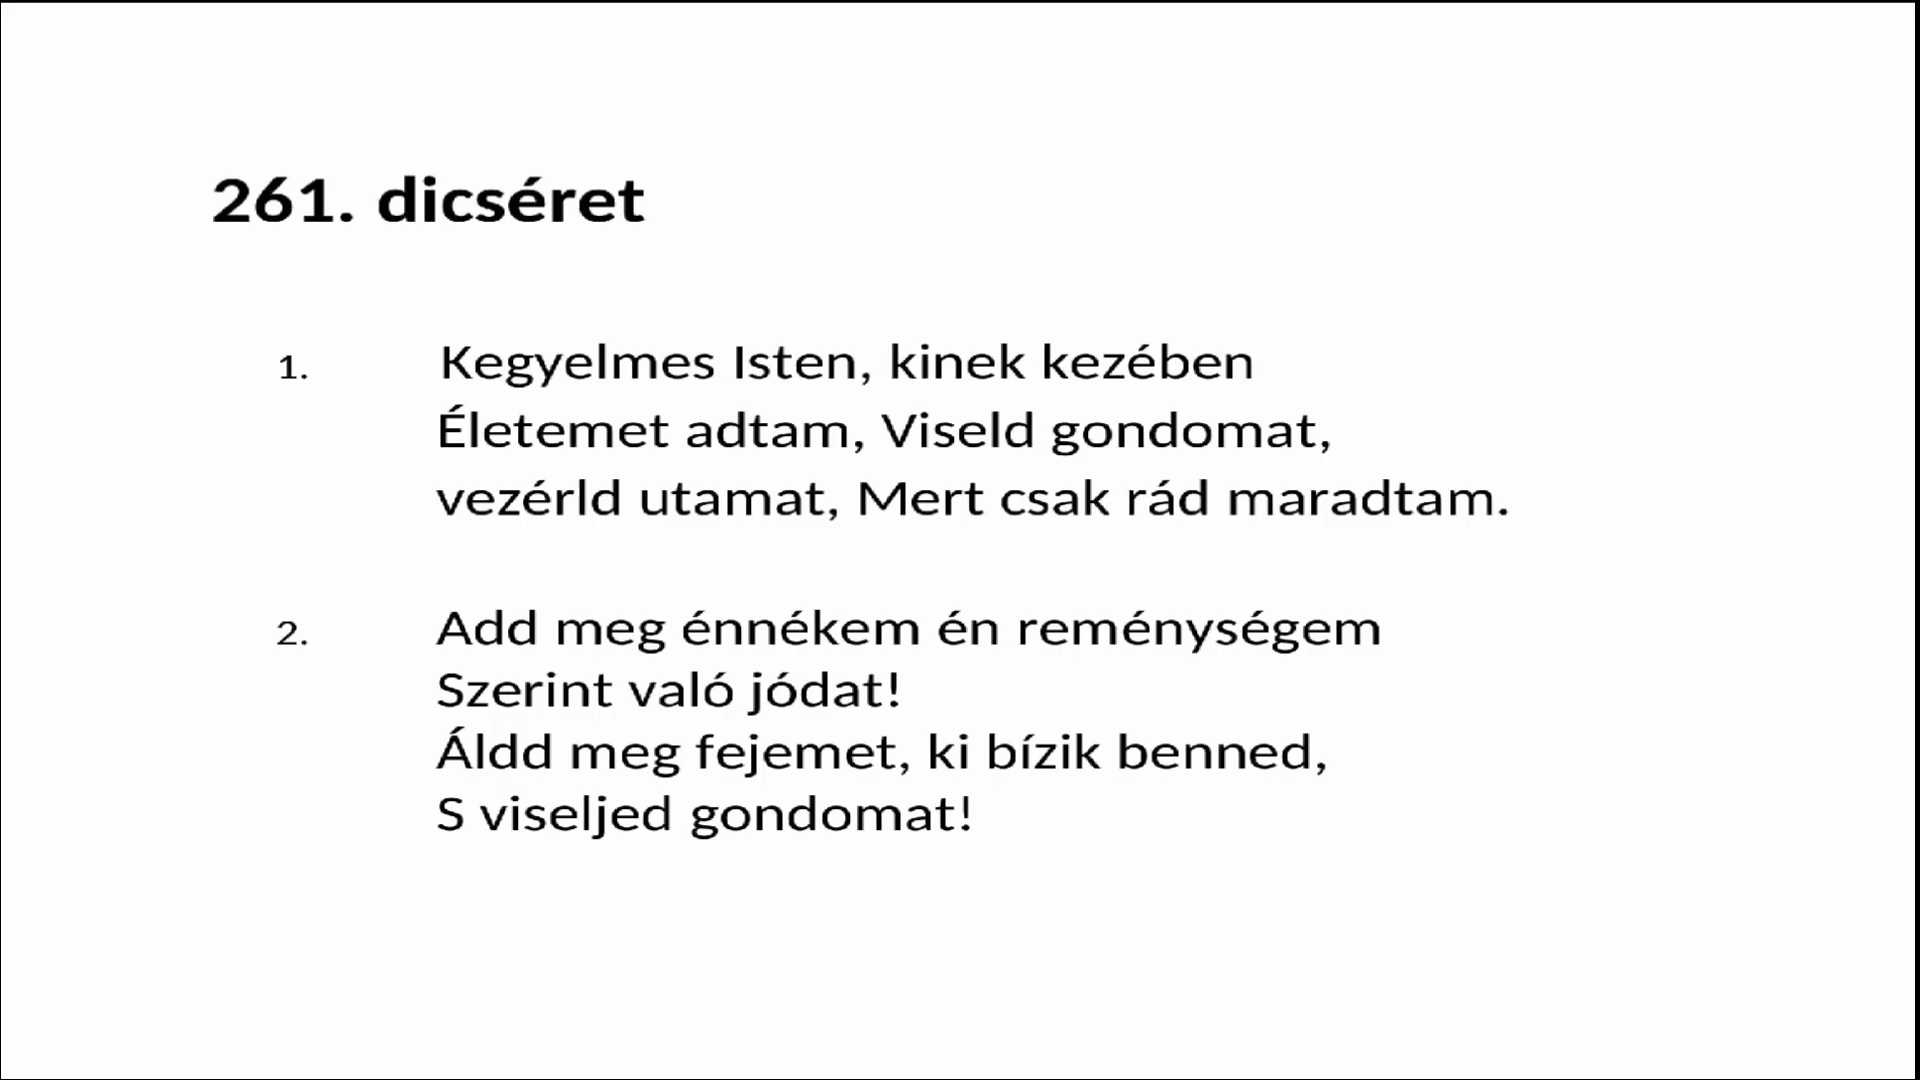 261. dicséret
1. Kegyelmes Isten, kinek kezében
Életemet adtam, Viseld gondomat,
vezérld utamat, Mert csak rád maradtam.
2. Add meg énnékem én reménységem
Szerint való jódat!
Áldd meg fejemet, ki bízik benned,
S viseljed gondomat!